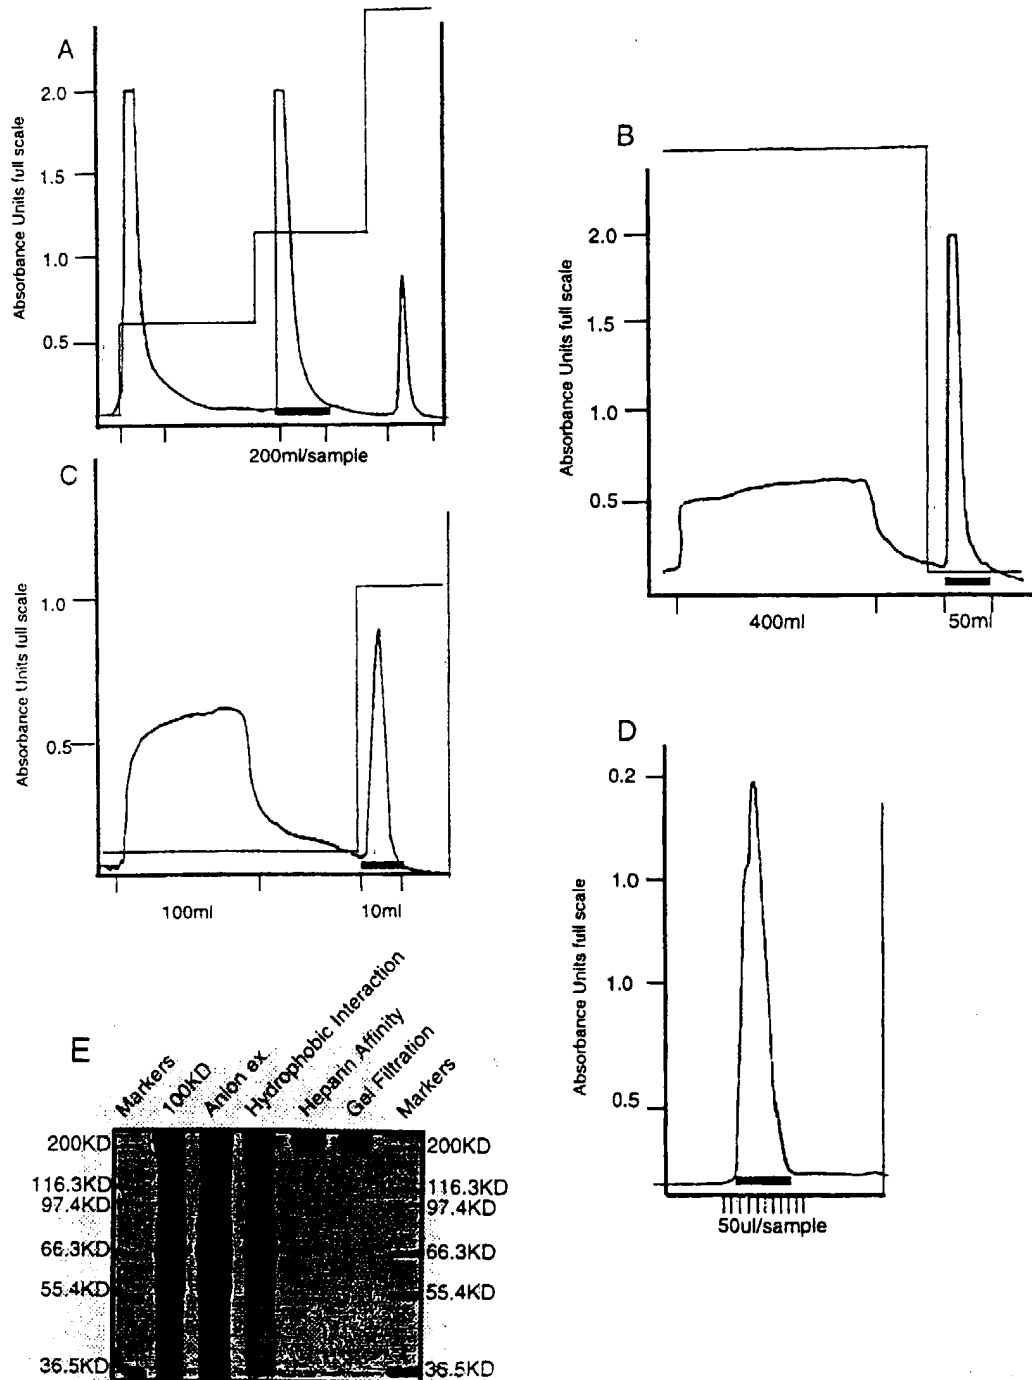 A
Absorbance Units full scale
2.0
1.5
1.0
0.5
200ml/sample
B
Absorbance Units full scale
2.0
1.5
1.0
0.5
400ml
50ml
C
Absorbance Units full scale
1.0
0.5
100ml
10ml
D
Absorbance Units full scale
0.2
1.0
1.0
0.5
50ul/sample
E
Markers
100KD
Anion ex.
Hydrophobic Interaction
Heparin Affinity
Gel Filtration
Markers
200KD
116.3KD
97.4KD
66.3KD
55.4KD
36.5KD
200KD
116.3KD
97.4KD
66.3KD
55.4KD
36.5KD